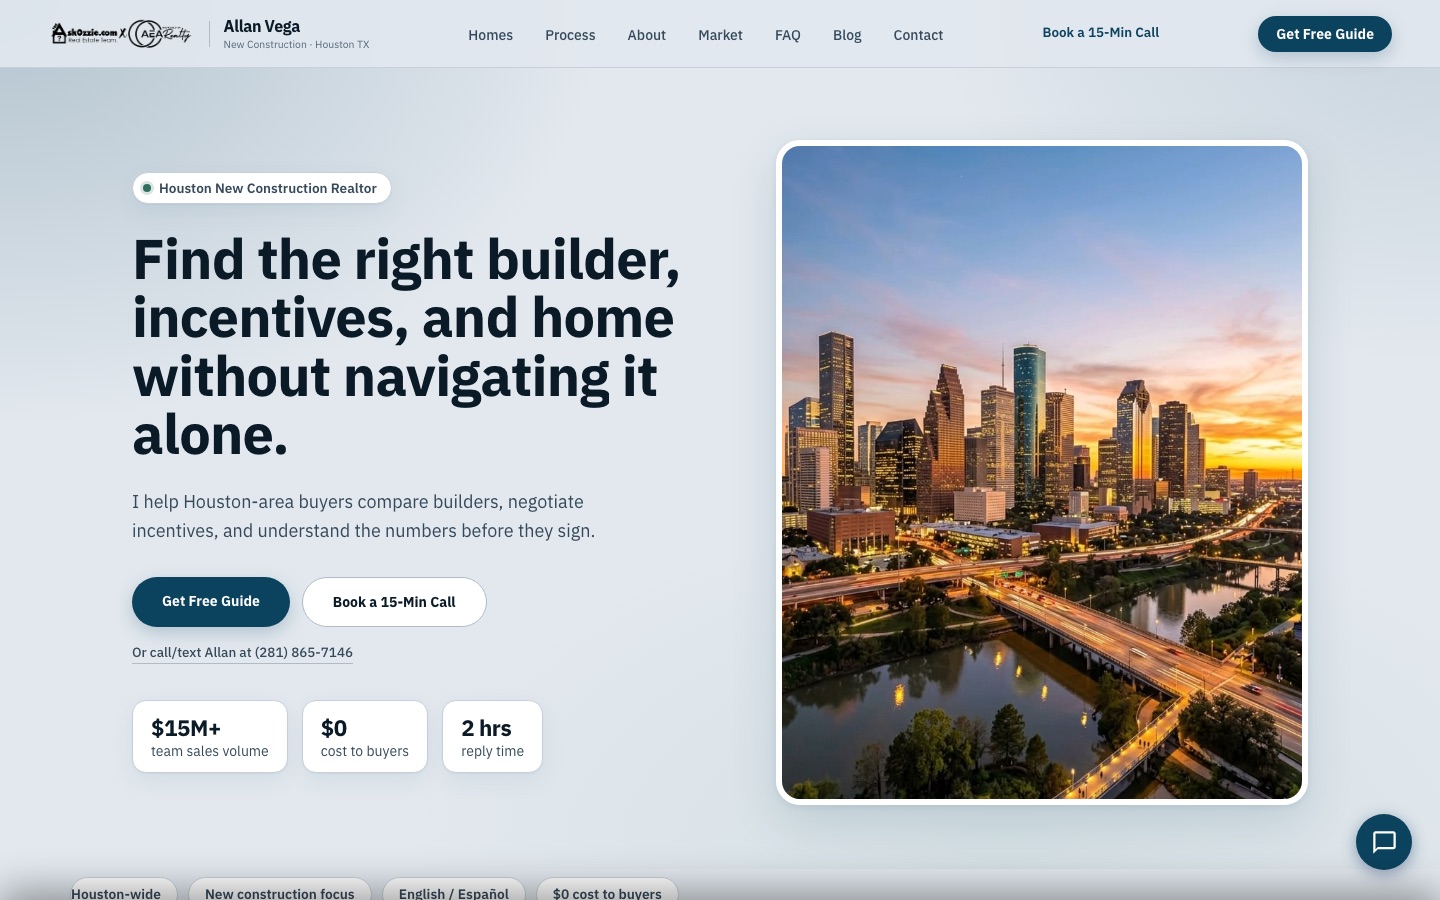 AskOzzie.com X AEA Realty
Real Estate Team
Allan Vega
New Construction · Houston TX
Homes
Process
About
Market
FAQ
Blog
Contact
Book a 15-Min Call
Get Free Guide
Houston New Construction Realtor
Find the right builder,
incentives, and home
without navigating it
alone.
I help Houston-area buyers compare builders, negotiate
incentives, and understand the numbers before they sign.
Get Free Guide
Book a 15-Min Call
Or call/text Allan at (281) 865-7146
$15M+
team sales volume
$0
cost to buyers
2 hrs
reply time
Houston-wide
New construction focus
English / Español
$0 cost to buyers